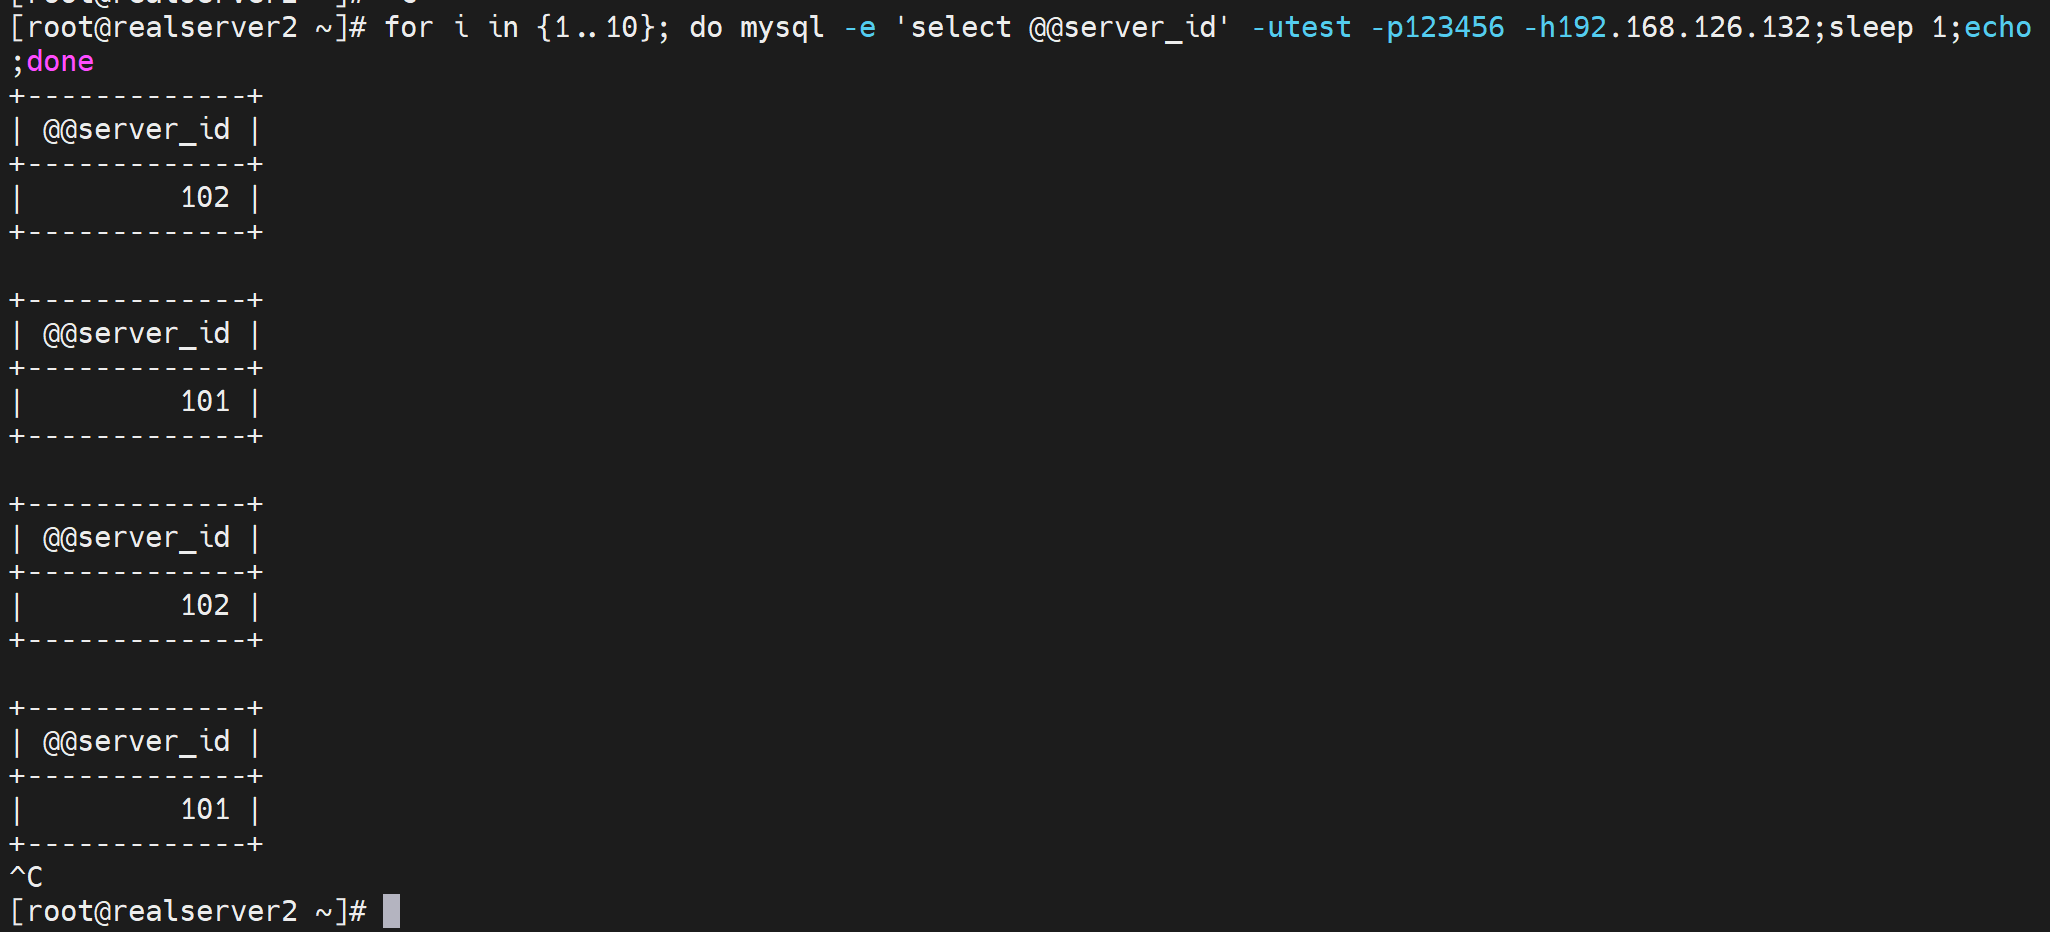 [root@realserver2 ~]# for i in {1..10}; do mysql -e 'select @@server_id' -utest -p123456 -h192.168.126.132;sleep 1;echo
;done
+-------------+
| @@server_id |
+-------------+
|         102 |
+-------------+

+-------------+
| @@server_id |
+-------------+
|         101 |
+-------------+

+-------------+
| @@server_id |
+-------------+
|         102 |
+-------------+

+-------------+
| @@server_id |
+-------------+
|         101 |
+-------------+
^C
[root@realserver2 ~]#